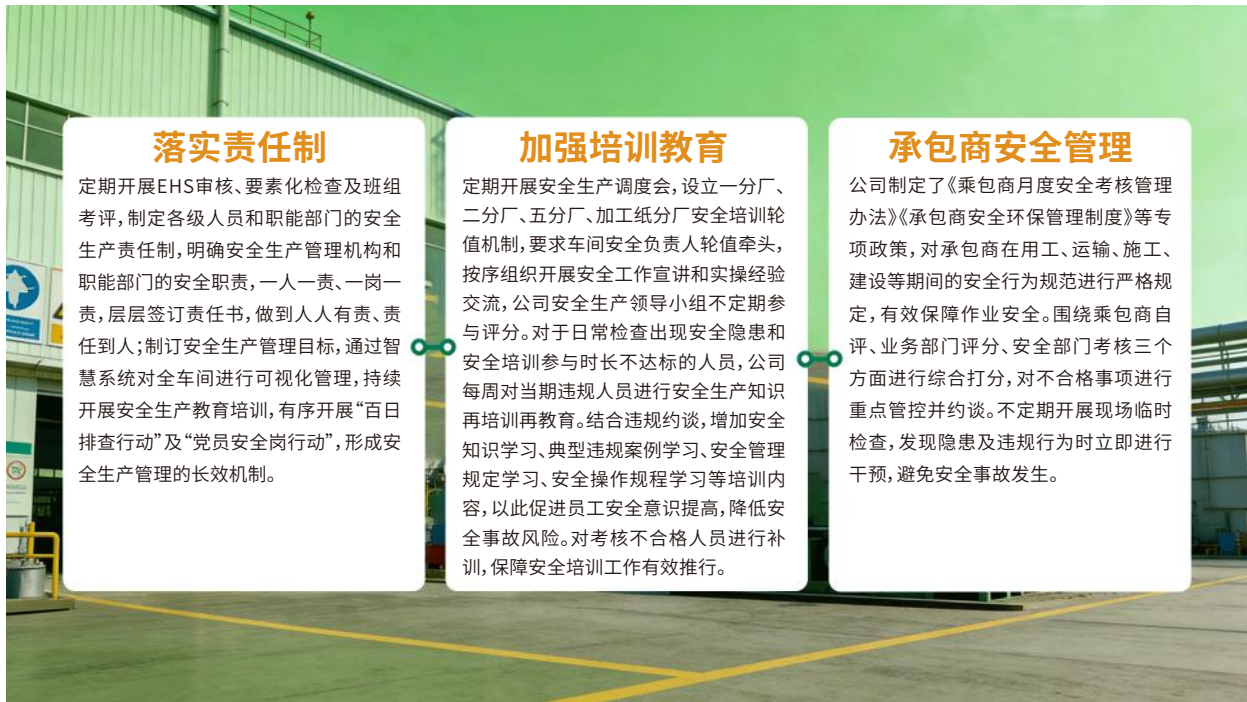 落实责任制
定期开展EHS审核、要素化检查及班组
考评,制定各级人员和职能部门的安全
生产责任制,明确安全生产管理机构和
职能部门的安全职责,一人一责、一岗一
责,层层签订责任书,做到人人有责、责
任到人;制订安全生产管理目标,通过智
慧系统对全车间进行可视化管理,持续
开展安全生产教育培训,有序开展“百日
排查行动”及“党员安全岗行动”,形成安
全生产管理的长效机制。
加强培训教育
定期开展安全生产调度会,设立一分厂、
二分厂、五分厂、加工纸分厂安全培训轮
值机制,要求车间安全负责人轮值牵头,
按序组织开展安全工作宣讲和实操经验
交流,公司安全生产领导小组不定期参
与评分。对于日常检查出现安全隐患和
安全培训参与时长不达标的人员,公司
每周对当期违规人员进行安全生产知识
再培训再教育。结合违规约谈,增加安全
知识学习、典型违规案例学习、安全管理
规定学习、安全操作规程学习等培训内
容,以此促进员工安全意识提高,降低安
全事故风险。对考核不合格人员进行补
训,保障安全培训工作有效推行。
承包商安全管理
公司制定了《乘包商月度安全考核管理
办法》《承包商安全环保管理制度》等专
项政策,对承包商在用工、运输、施工、
建设等期间的安全行为规范进行严格规
定,有效保障作业安全。围绕乘包商自
评、业务部门评分、安全部门考核三个
方面进行综合打分,对不合格事项进行
重点管控并约谈。不定期开展现场临时
检查,发现隐患及违规行为时立即进行
干预,避免安全事故发生。